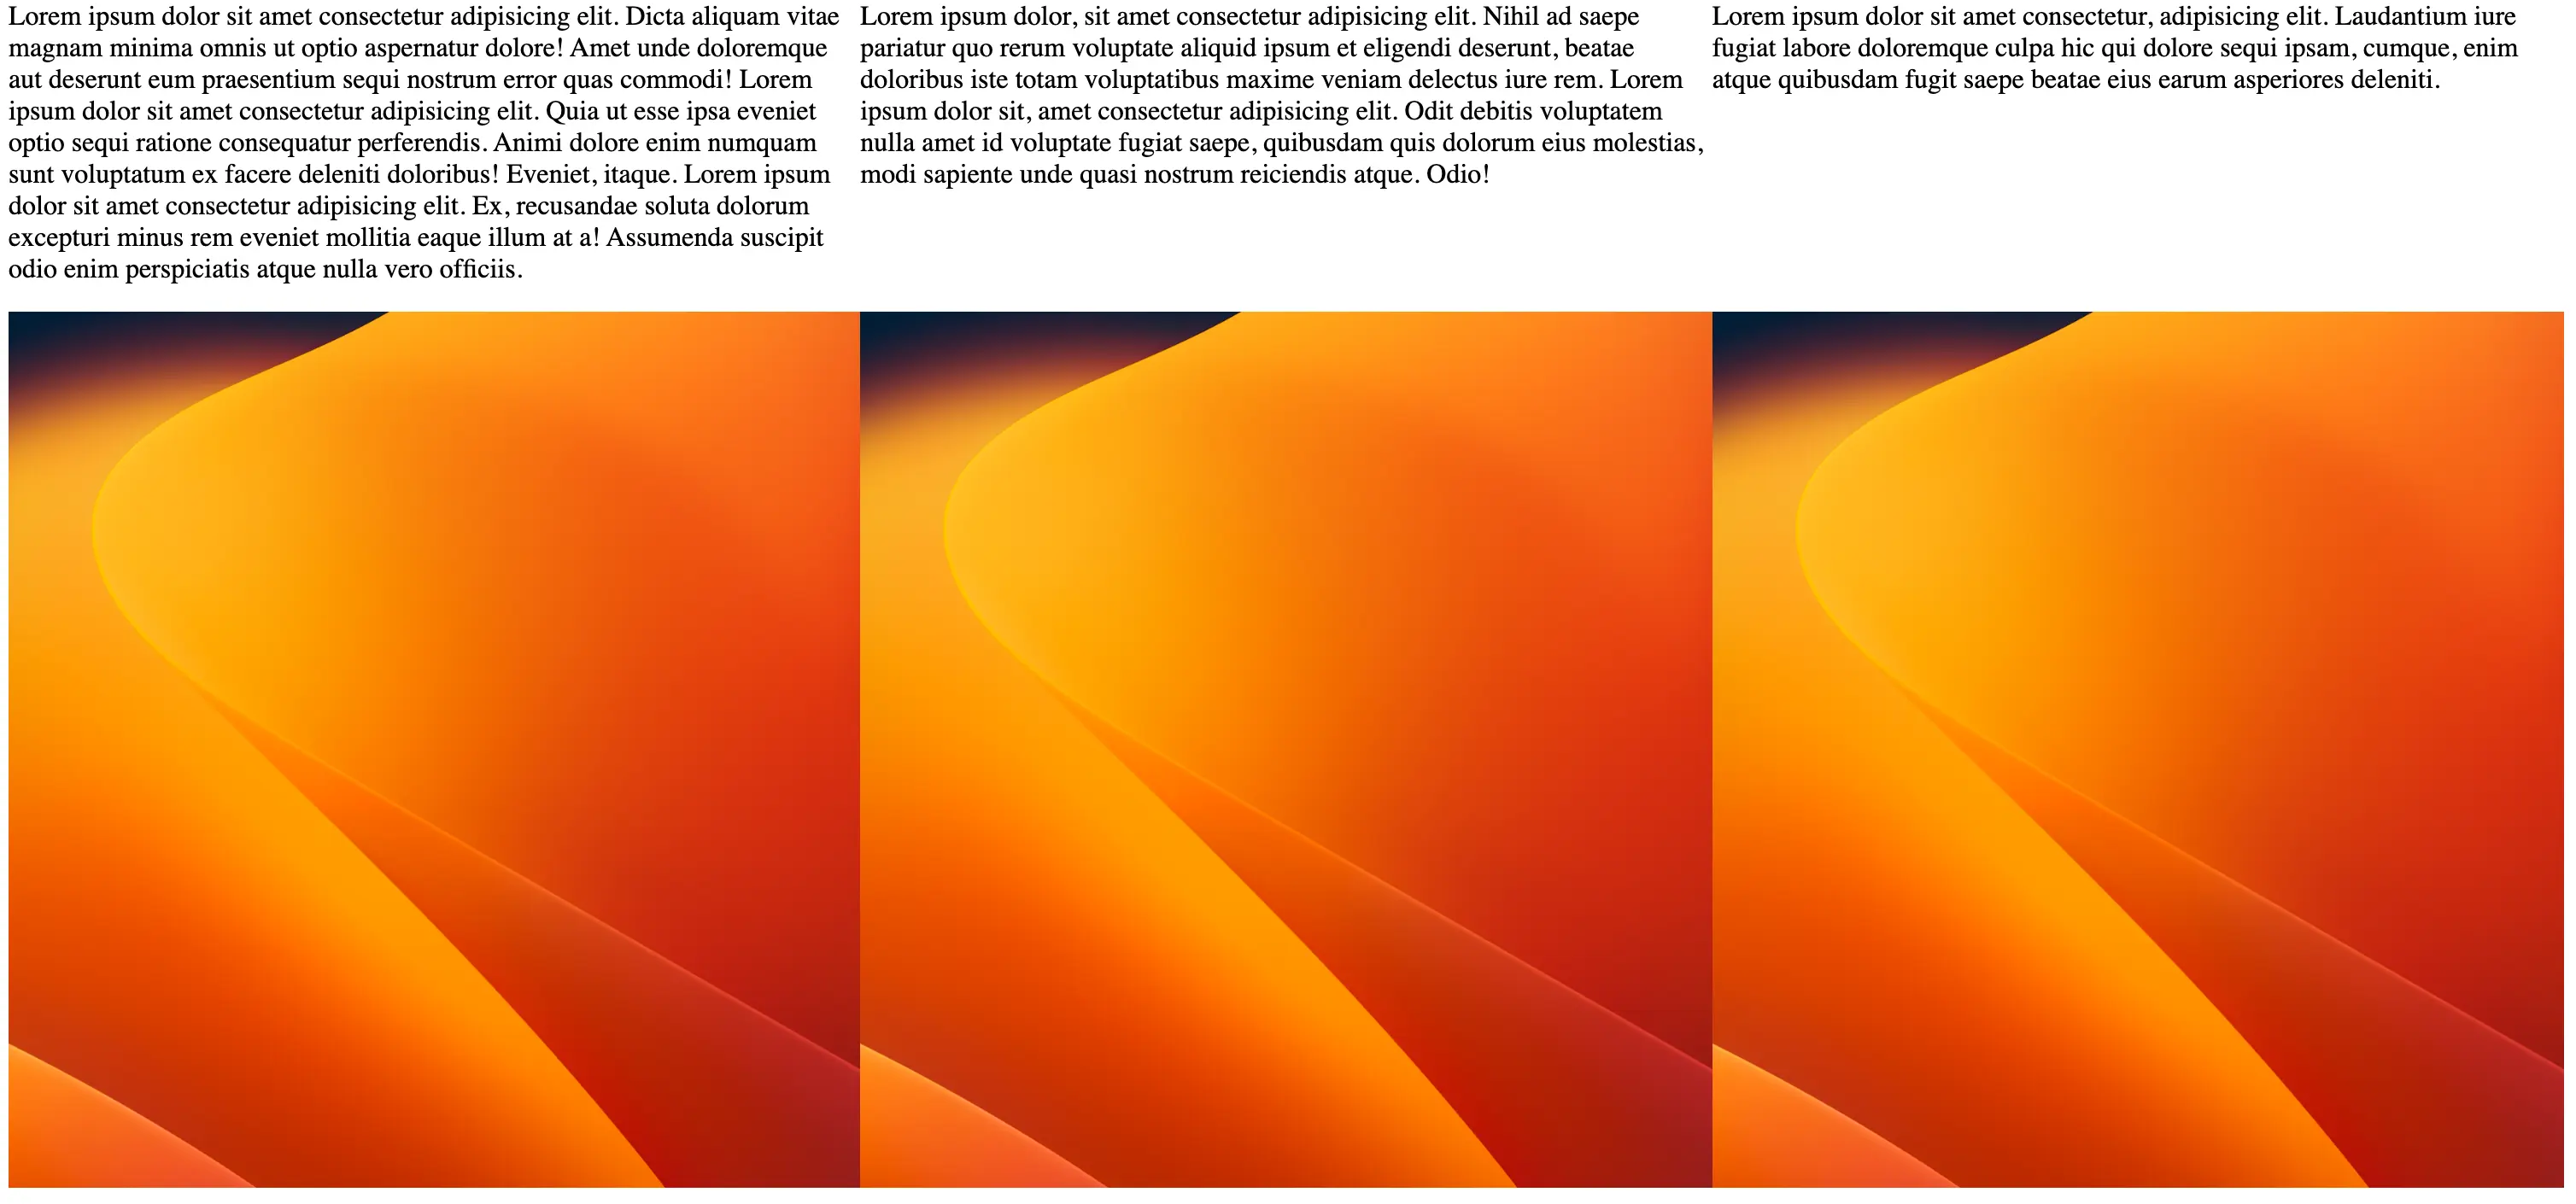 Lorem ipsum dolor sit amet consectetur adipisicing elit. Dicta aliquam vitae
magnam minima omnis ut optio aspernatur dolore! Amet unde doloremque
aut deserunt eum praesentium sequi nostrum error quas commodi! Lorem
ipsum dolor sit amet consectetur adipisicing elit. Quia ut esse ipsa eveniet
optio sequi ratione consequatur perferendis. Animi dolore enim numquam
sunt voluptatum ex facere deleniti doloribus! Eveniet, itaque. Lorem ipsum
dolor sit amet consectetur adipisicing elit. Ex, recusandae soluta dolorum
excepturi minus rem eveniet mollitia eaque illum at a! Assumenda suscipit
odio enim perspiciatis atque nulla vero officiis.
Lorem ipsum dolor, sit amet consectetur adipisicing elit. Nihil ad saepe
pariatur quo rerum voluptate aliquid ipsum et eligendi deserunt, beatae
doloribus iste totam voluptatibus maxime veniam delectus iure rem. Lorem
ipsum dolor sit, amet consectetur adipisicing elit. Odit debitis voluptatem
nulla amet id voluptate fugiat saepe, quibusdam quis dolorum eius molestias,
modi sapiente unde quasi nostrum reiciendis atque. Odio!
Lorem ipsum dolor sit amet consectetur, adipisicing elit. Laudantium iure
fugiat labore doloremque culpa hic qui dolore sequi ipsam, cumque, enim
atque quibusdam fugit saepe beatae eius earum asperiores deleniti.